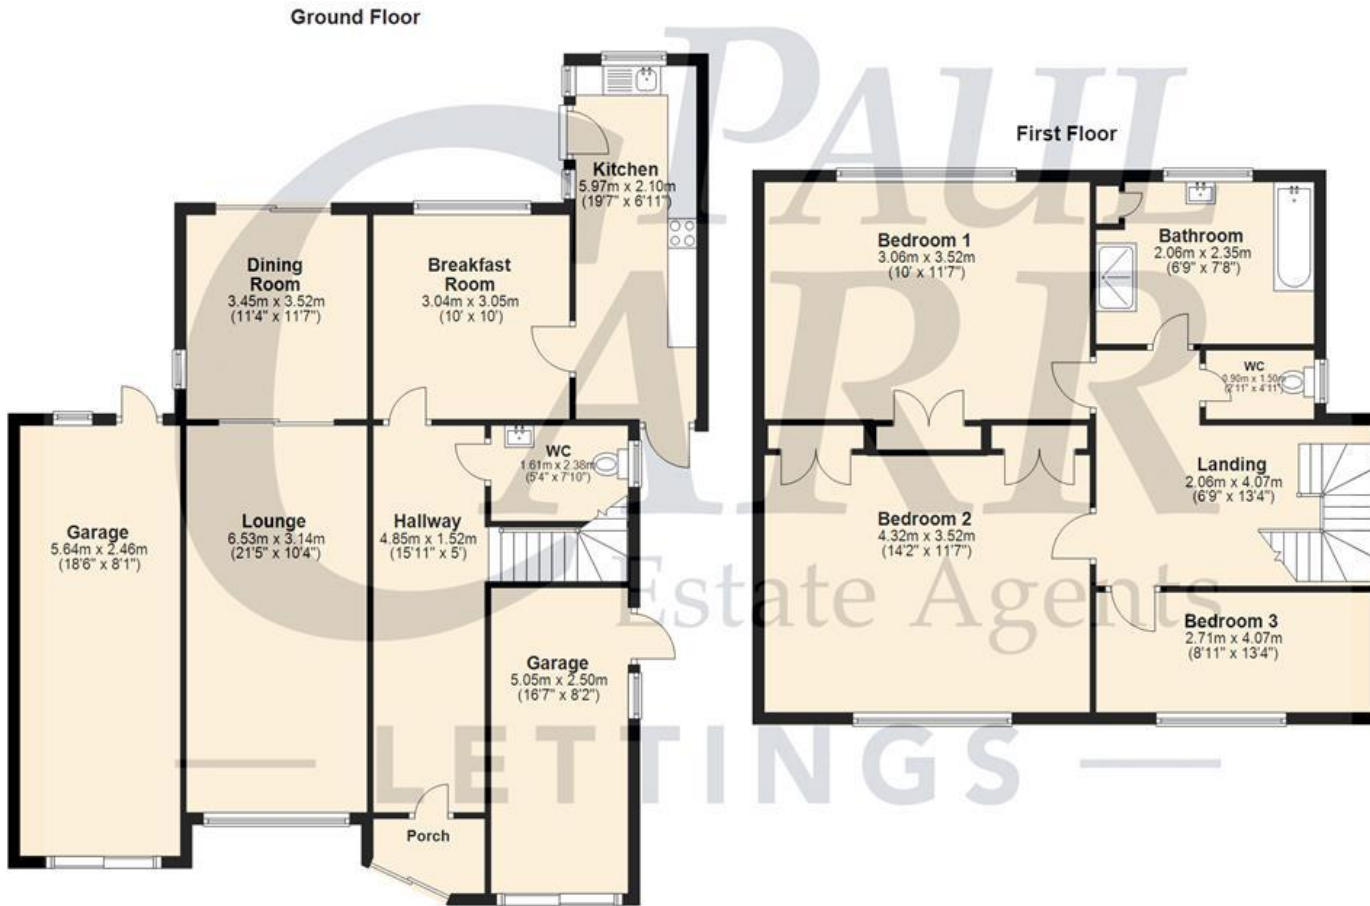 Ground Floor
Kitchen
5.97m x 2.10m
(19'7" x 6'11")
Dining
Room
3.45m x 3.52m
(11'4" x 11'7")
Breakfast
Room
3.04m x 3.05m
(10' x 10')
Garage
5.64m x 2.46m
(18'6" x 8'1")
Lounge
6.53m x 3.14m
(21'5" x 10'4")
Hallway
4.85m x 1.52m
(15'11" x 5')
WC
1.61m x 2.38m
(5'4" x 7'10")
Garage
5.05m x 2.50m
(16'7" x 8'2")
Porch
First Floor
Bedroom 1
3.06m x 3.52m
(10' x 11'7")
Bathroom
2.06m x 2.35m
(6'9" x 7'8")
WC
0.90m x 1.50m
(2'11" x 4'11")
Landing
2.06m x 4.07m
(6'9" x 13'4")
Bedroom 2
4.32m x 3.52m
(14'2" x 11'7")
Bedroom 3
2.71m x 4.07m
(8'11" x 13'4")
PAUL
CARR
Estate Agents
LETTINGS